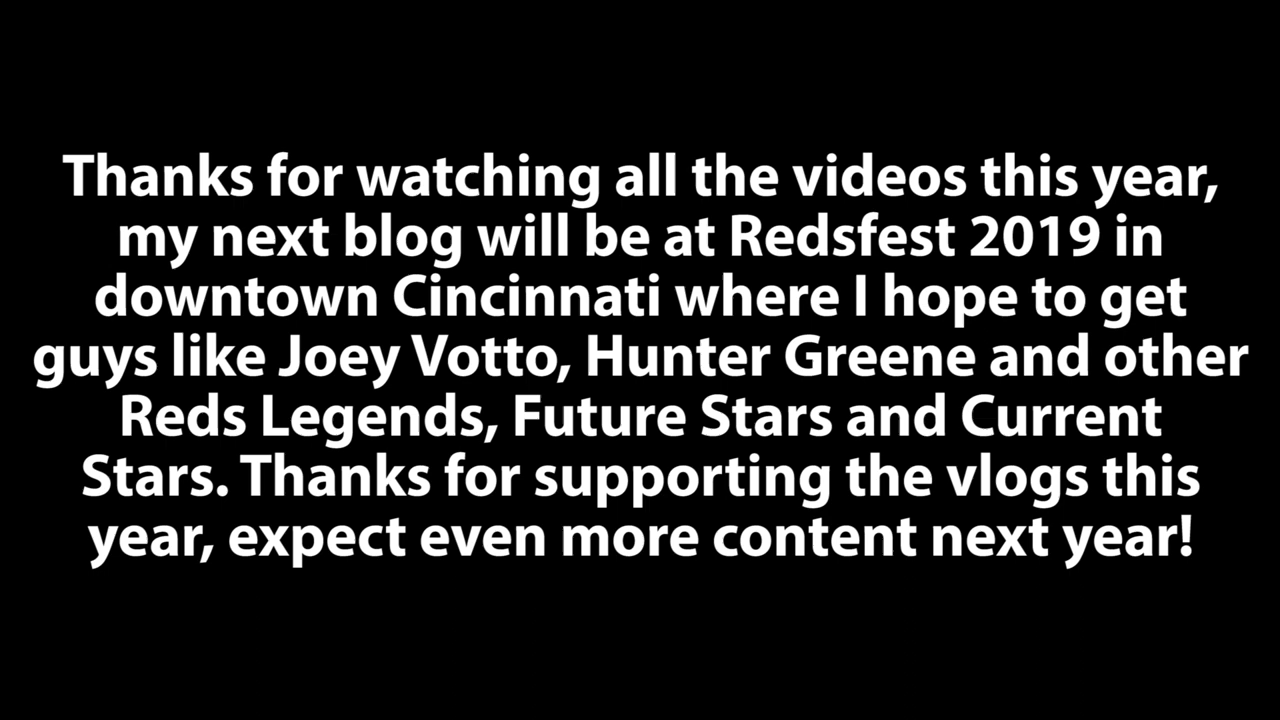 Thanks for watching all the videos this year,
my next blog will be at Redsfest 2019 in
downtown Cincinnati where I hope to get
guys like Joey Votto, Hunter Greene and other
Reds Legends, Future Stars and Current
Stars. Thanks for supporting the vlogs this
year, expect even more content next year!